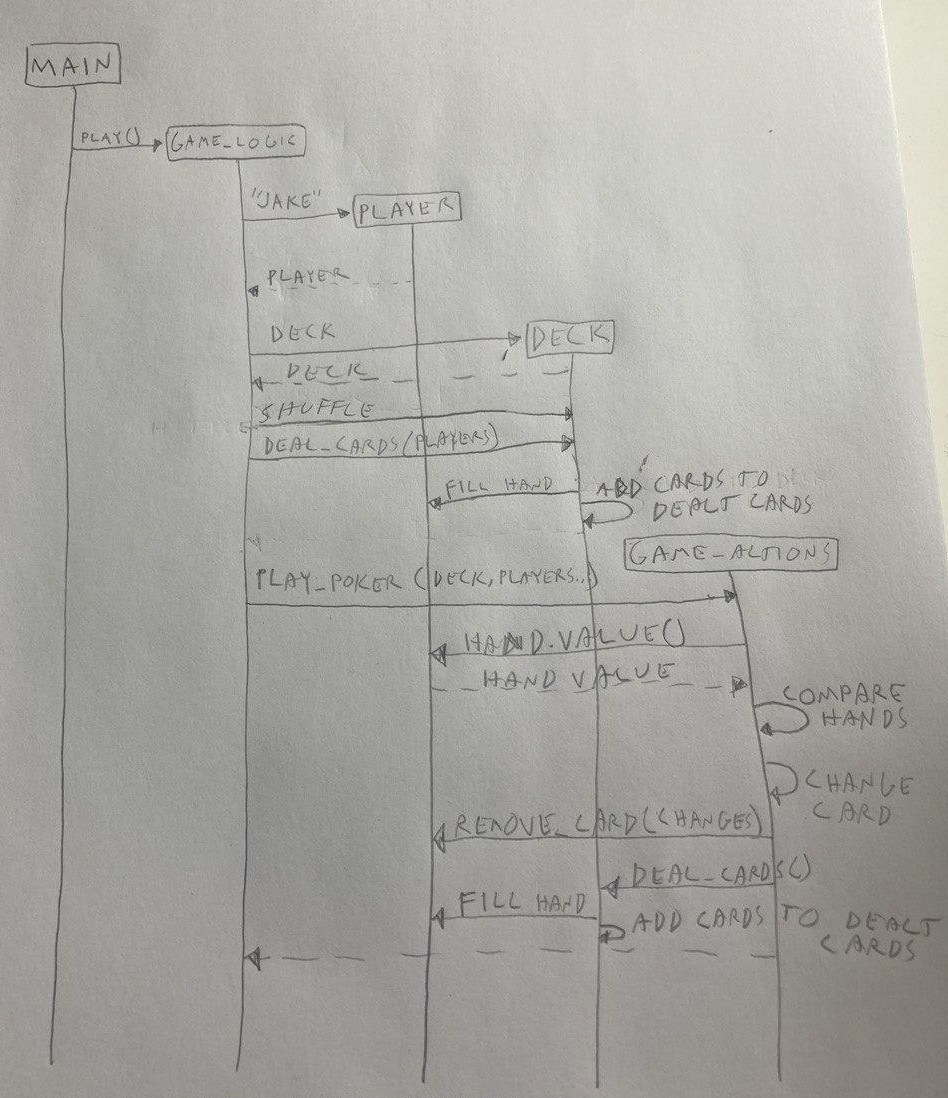 MAIN
PLAY()
GAME_LOGIC
"JAKE"
PLAYER
PLAYER
DECK
DECK
DECK
SHUFFLE
DEAL_CARDS(PLAYERS)
FILL HAND
ADD CARDS TO
DEALT CARDS
GAME_ACTIONS
PLAY_POKER (DECK, PLAYERS..)
HAND.VALUE()
HAND VALUE
COMPARE
HANDS
CHANGE
CARD
REMOVE_CARD(CHANGES)
DEAL_CARDS()
FILL HAND
ADD CARDS TO DEALT
CARDS